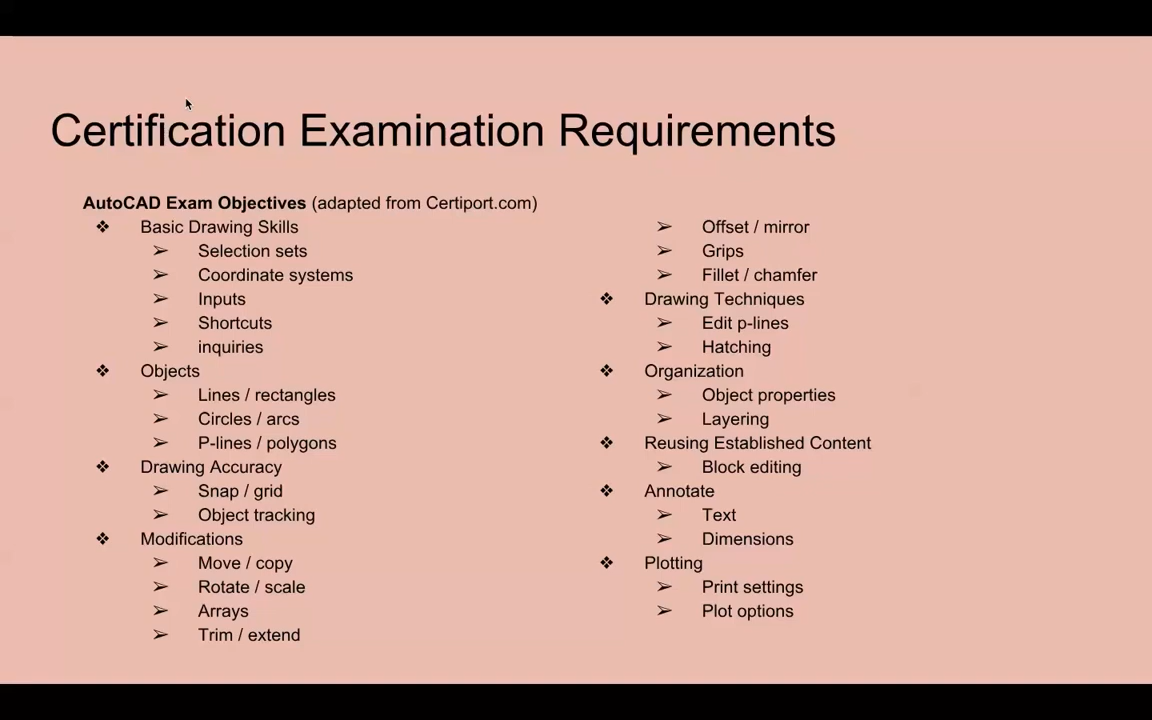 Certification Examination Requirements
AutoCAD Exam Objectives (adapted from Certiport.com)
❖ Basic Drawing Skills
➢ Selection sets
➢ Coordinate systems
➢ Inputs
➢ Shortcuts
➢ inquiries
❖ Objects
➢ Lines / rectangles
➢ Circles / arcs
➢ P-lines / polygons
❖ Drawing Accuracy
➢ Snap / grid
➢ Object tracking
❖ Modifications
➢ Move / copy
➢ Rotate / scale
➢ Arrays
➢ Trim / extend
➢ Offset / mirror
➢ Grips
➢ Fillet / chamfer
❖ Drawing Techniques
➢ Edit p-lines
➢ Hatching
❖ Organization
➢ Object properties
➢ Layering
❖ Reusing Established Content
➢ Block editing
❖ Annotate
➢ Text
➢ Dimensions
❖ Plotting
➢ Print settings
➢ Plot options